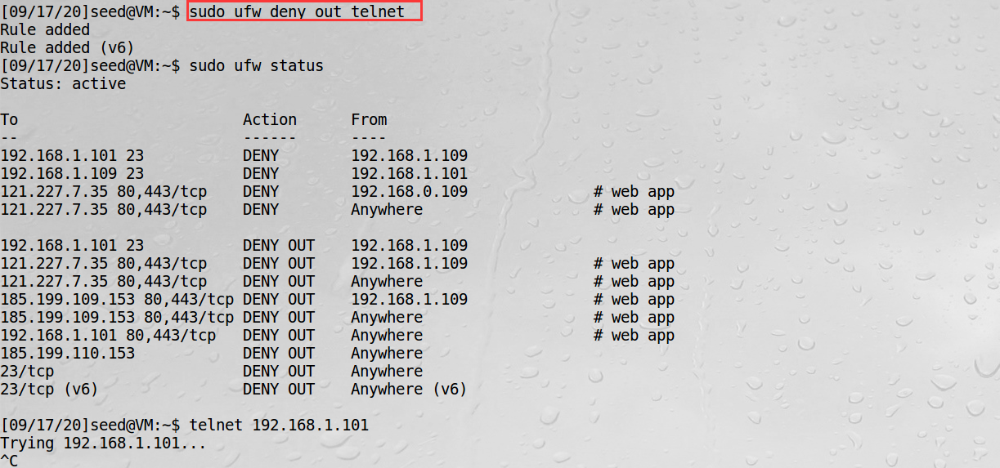 [09/17/20]seed@VM:~$ sudo ufw deny out telnet
Rule added
Rule added (v6)
[09/17/20]seed@VM:~$ sudo ufw status
Status: active
To                         Action      From
--                         ------      ----
192.168.1.101 23           DENY        192.168.1.109
192.168.1.109 23           DENY        192.168.1.101
121.227.7.35 80,443/tcp    DENY        192.168.0.109              # web app
121.227.7.35 80,443/tcp    DENY        Anywhere                   # web app
192.168.1.101 23           DENY OUT    192.168.1.109
121.227.7.35 80,443/tcp    DENY OUT    192.168.1.109              # web app
121.227.7.35 80,443/tcp    DENY OUT    Anywhere                   # web app
185.199.109.153 80,443/tcp DENY OUT    192.168.1.109              # web app
185.199.109.153 80,443/tcp DENY OUT    Anywhere                   # web app
192.168.1.101 80,443/tcp   DENY OUT    Anywhere                   # web app
185.199.110.153            DENY OUT    Anywhere
23/tcp                     DENY OUT    Anywhere
23/tcp (v6)                DENY OUT    Anywhere (v6)
[09/17/20]seed@VM:~$ telnet 192.168.1.101
Trying 192.168.1.101...
^C